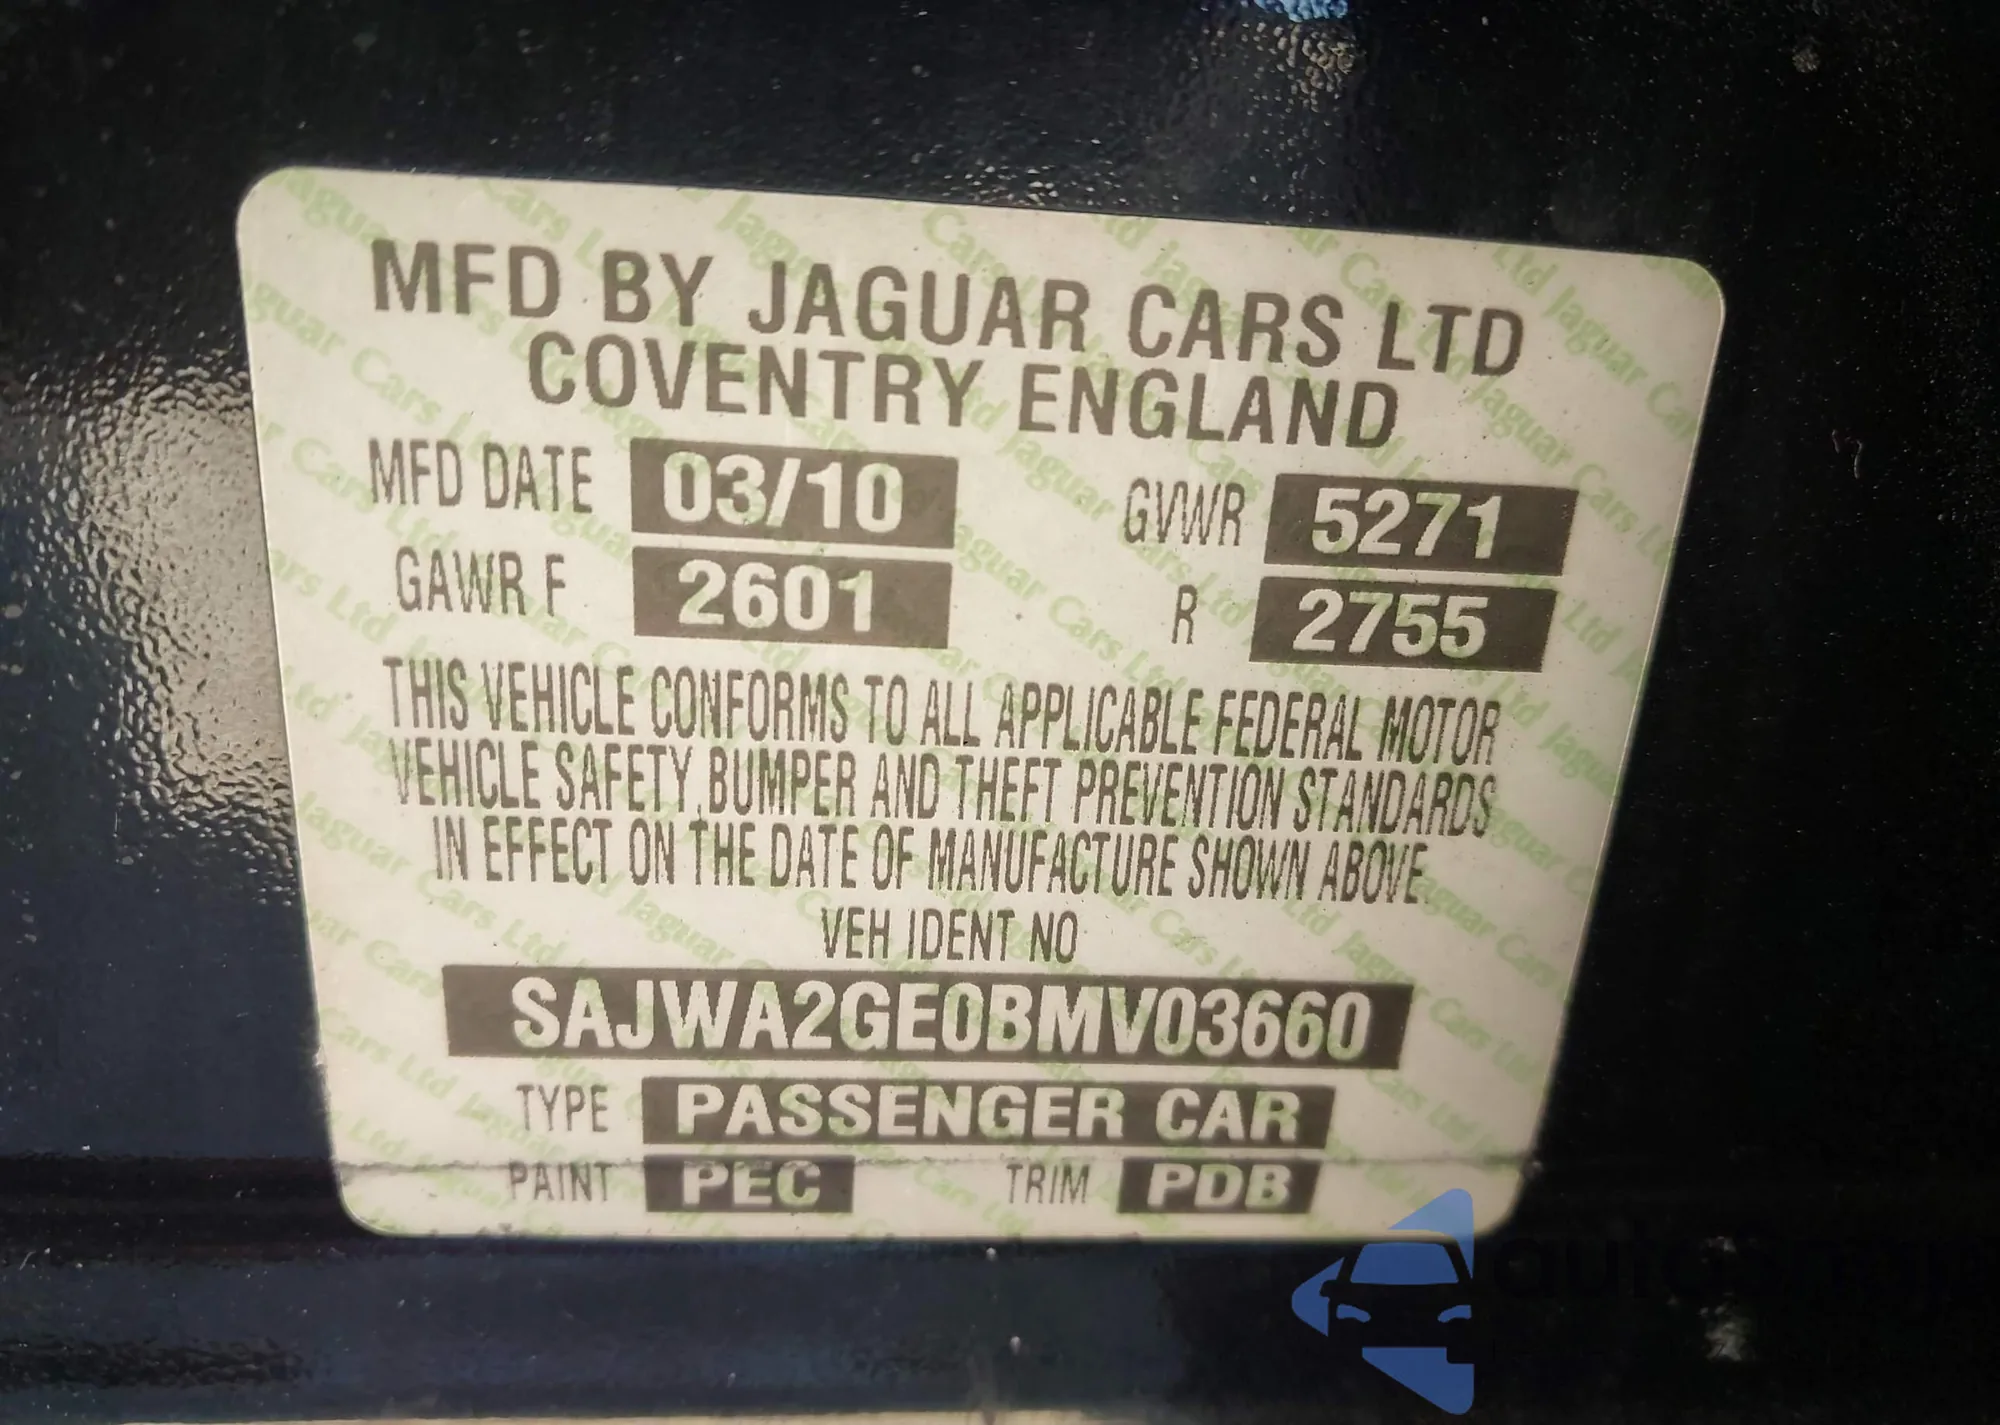 MFD BY JAGUAR CARS LTD
COVENTRY ENGLAND
MFD DATE 03/10 GVWR 5271
GAWR F 2601 R 2755
THIS VEHICLE CONFORMS TO ALL APPLICABLE FEDERAL MOTOR
VEHICLE SAFETY, BUMPER AND THEFT PREVENTION STANDARDS
IN EFFECT ON THE DATE OF MANUFACTURE SHOWN ABOVE.
VEH IDENT NO
SAJWA2GE0BMV03660
TYPE PASSENGER CAR
PAINT PEC TRIM PDB